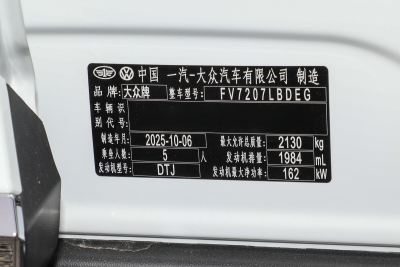 中国 一汽-大众汽车有限公司 制造
品牌 大众牌 整车型号 FV7207LBDEG
车辆识别代号
制造年月 2025-10-06 最大允许总质量 2130 kg
乘坐人数 5 人 发动机排量 1984 mL
发动机型号 DTJ 发动机最大净功率 162 kW